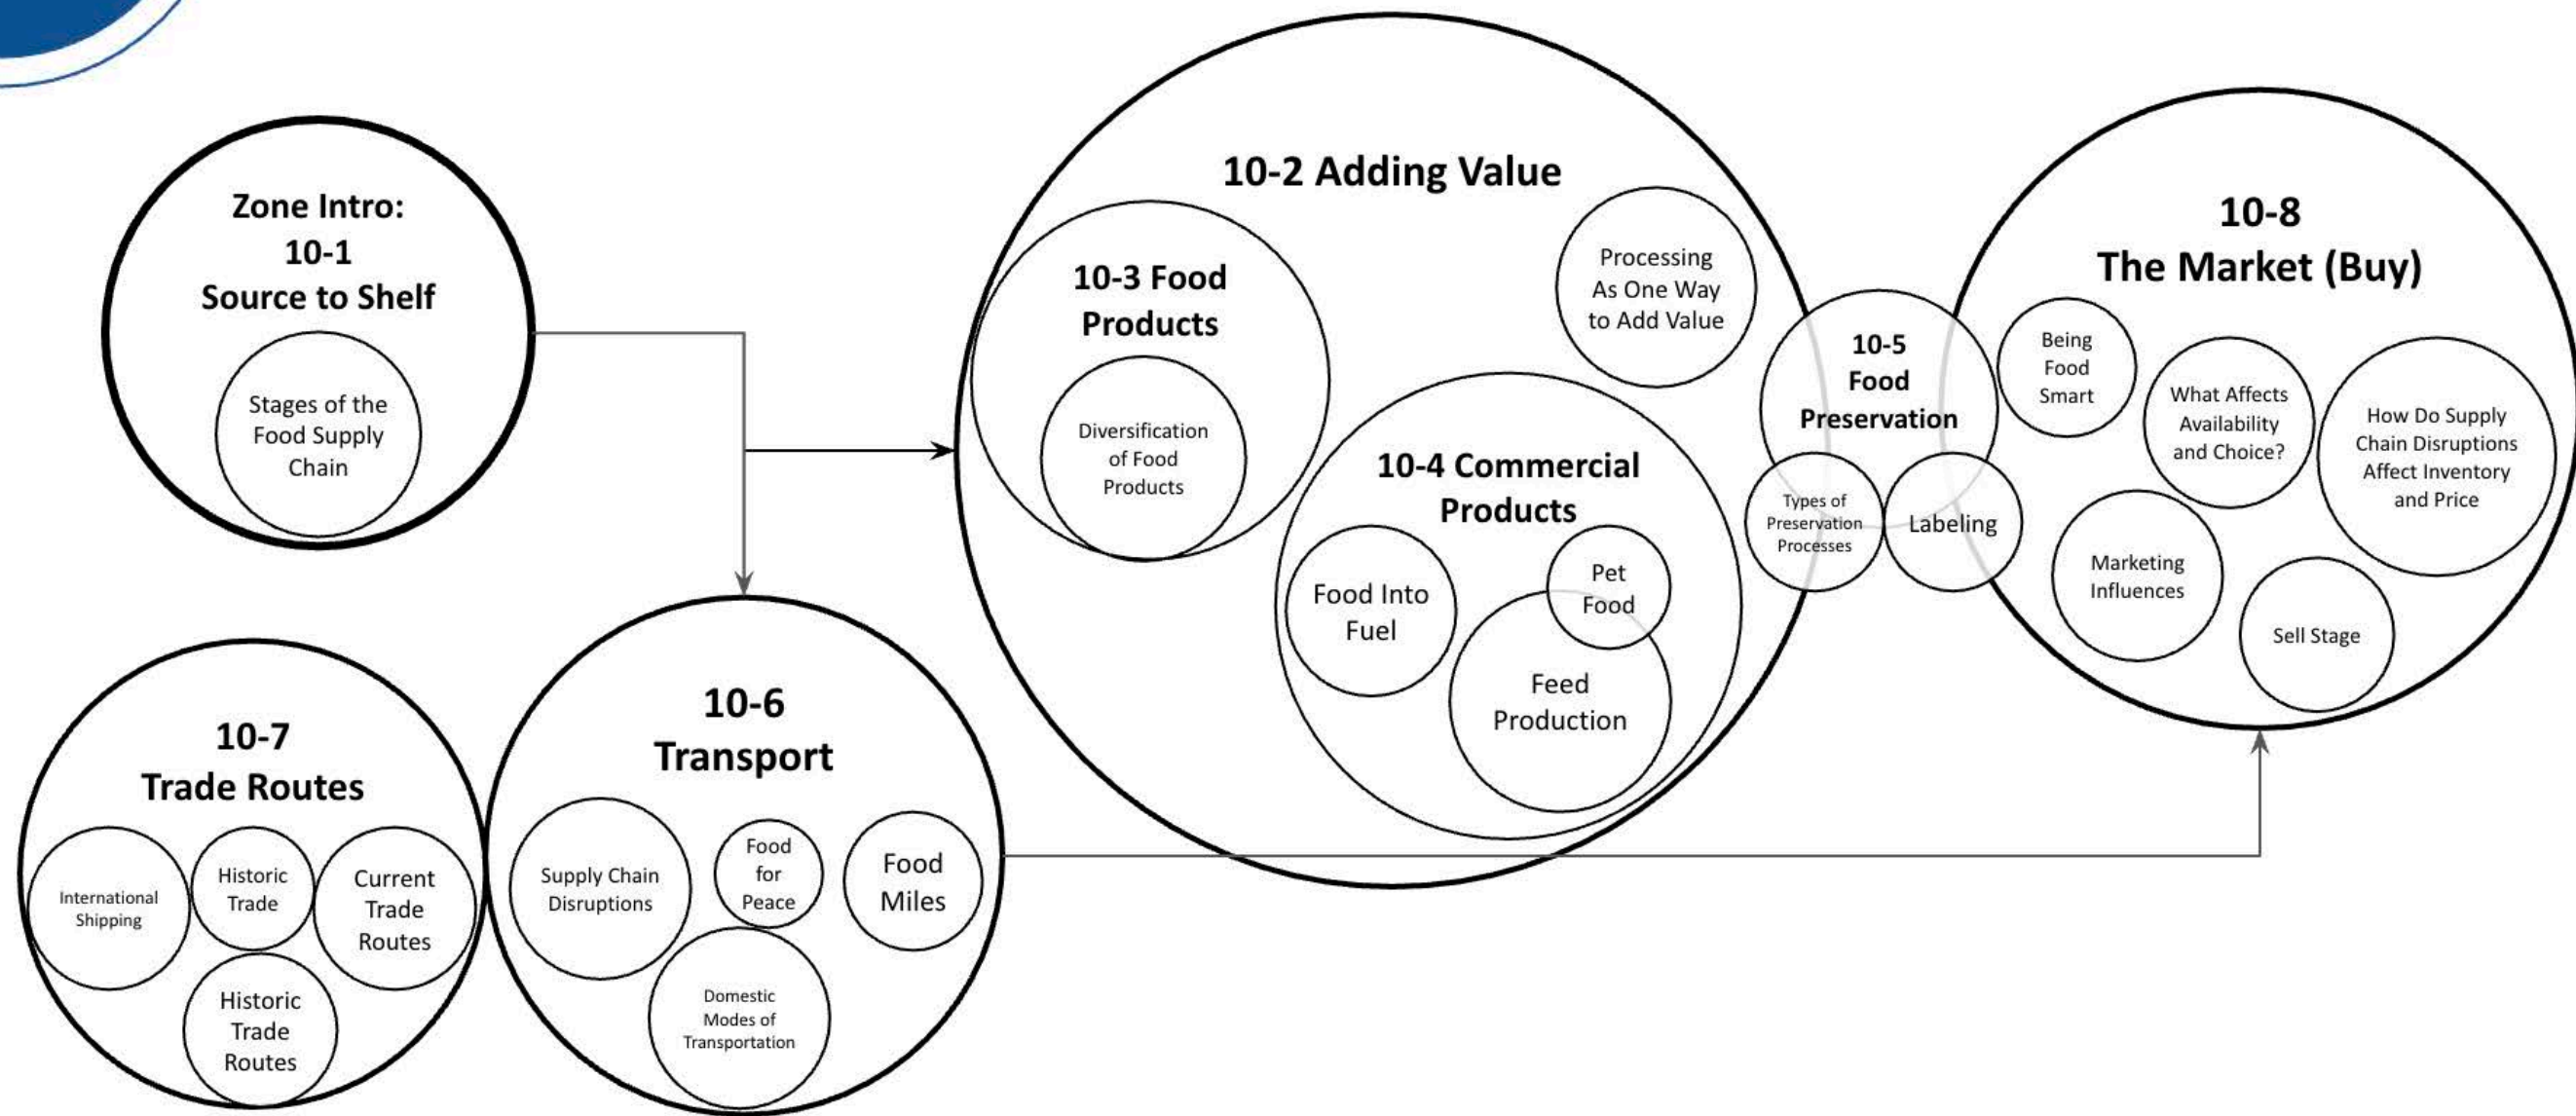 Zone Intro:
10-1
Source to Shelf
Stages of the
Food Supply
Chain
10-2 Adding Value
10-3 Food
Products
Diversification
of Food
Products
Processing
As One Way
to Add Value
10-4 Commercial
Products
Food Into
Fuel
Pet
Food
Feed
Production
10-5
Food
Preservation
Types of
Preservation
Processes
Labeling
10-8
The Market (Buy)
Being
Food
Smart
What Affects
Availability
and Choice?
How Do Supply
Chain Disruptions
Affect Inventory
and Price
Marketing
Influences
Sell Stage
10-7
Trade Routes
International
Shipping
Historic
Trade
Current
Trade
Routes
Historic
Trade
Routes
10-6
Transport
Supply Chain
Disruptions
Food
for
Peace
Food
Miles
Domestic
Modes of
Transportation